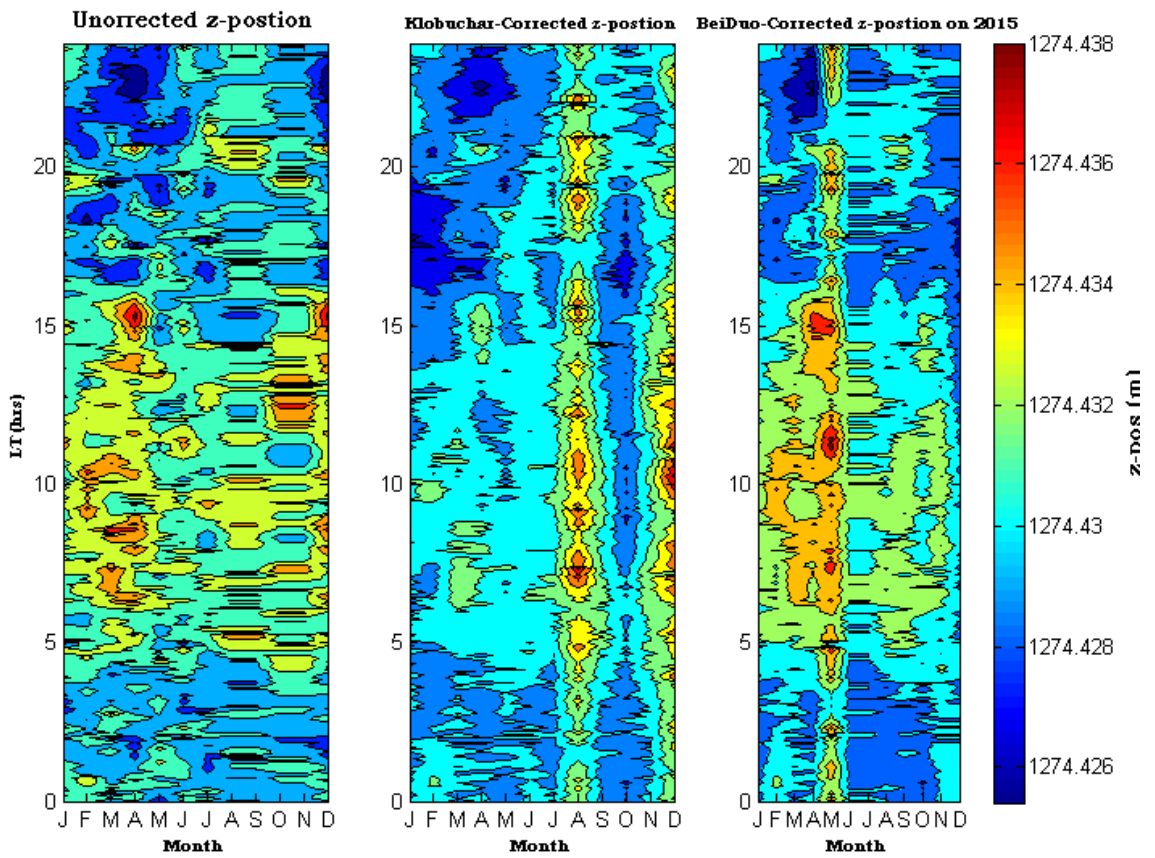 Unorrected z-postion
Klobuchar-Corrected z-postion
BeiDuo-Corrected z-postion on 2015
LT (hrs)
20
15
10
5
0
J F M A M J J A S O N D
Month
20
15
10
5
0
J F M A M J J A S O N D
Month
20
15
10
5
0
J F M A M J J A S O N D
Month
1274.438
1274.436
1274.434
1274.432
1274.43
1274.428
1274.426
z-pos (m)